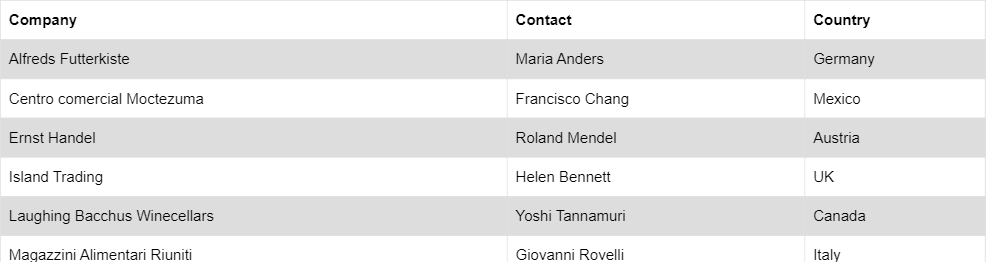 Company Contact Country
Alfreds Futterkiste Maria Anders Germany
Centro comercial Moctezuma Francisco Chang Mexico
Ernst Handel Roland Mendel Austria
Island Trading Helen Bennett UK
Laughing Bacchus Winecellars Yoshi Tannamuri Canada
Magazzini Alimentari Riuniti Giovanni Rovelli Italy